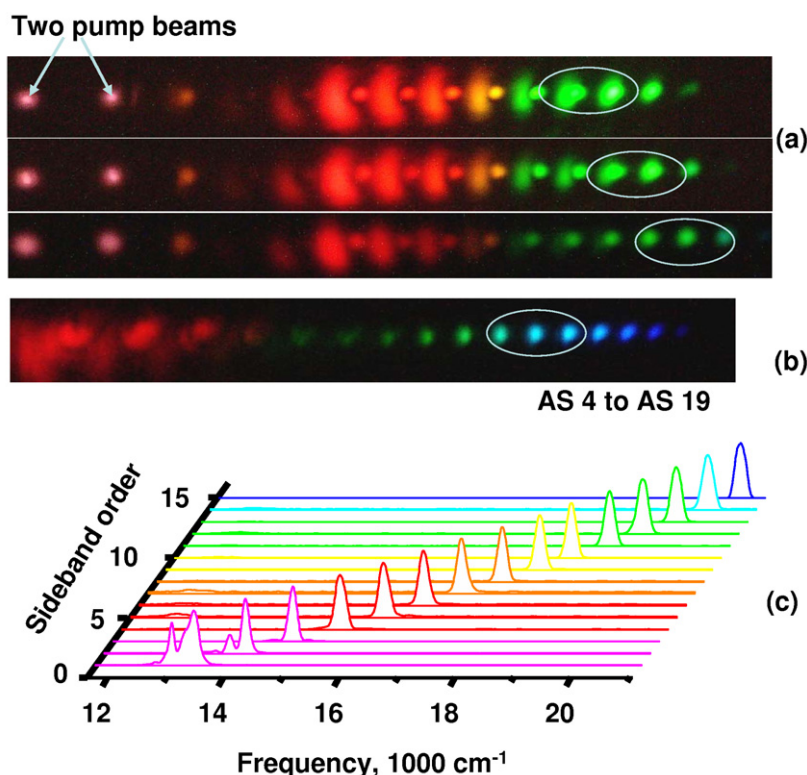 Two pump beams
(a)
(b)
AS 4 to AS 19
Sideband order
15
10
5
0
(c)
12 14 16 18 20
Frequency, 1000 cm⁻¹